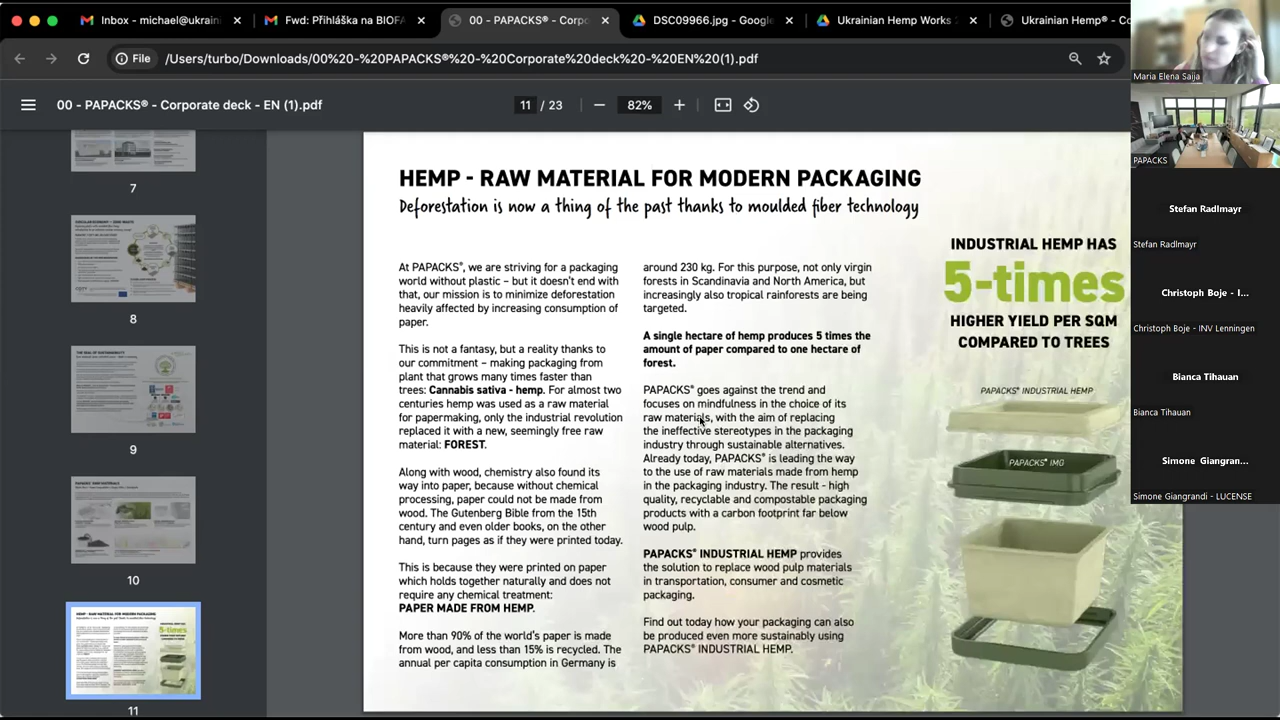 Inbox - michael@ukrain
Fwd: Přihláška na BIOFA
00 - PAPACKS® - Corpo
DSC09966.jpg - Google
Ukrainian Hemp Works 2
Ukrainian Hemp® - Co
File
/Users/turbo/Downloads/00%20-%20PAPACKS®%20-%20Corporate%20deck%20-%20EN%20(1).pdf
00 - PAPACKS® - Corporate deck - EN (1).pdf
11 / 23
82%
7
8
9
10
11
HEMP - RAW MATERIAL FOR MODERN PACKAGING
Deforestation is now a thing of the past thanks to moulded fiber technology
At PAPACKS®, we are striving for a packaging
world without plastic – but it doesn't end with
that, our mission is to minimize deforestation
heavily affected by increasing consumption of
paper.
This is not a fantasy, but a reality thanks to
our commitment – making packaging from
plant that grows many times faster than
trees: Cannabis sativa - hemp. For almost two
centuries hemp was used as a raw material
for papermaking, only the industrial revolution
replaced it with a new, seemingly free raw
material: FOREST.
Along with wood, chemistry also found its
way into paper, because without chemical
processing, paper could not be made from
wood. The Gutenberg Bible from the 15th
century and even older books, on the other
hand, turn pages as if they were printed today.
This is because they were printed on paper
which holds together naturally and does not
require any chemical treatment:
PAPER MADE FROM HEMP.
More than 90% of the world's paper is made
from wood, and less than 15% is recycled. The
annual per capita consumption in Germany is
around 230 kg. For this purpose, not only virgin
forests in Scandinavia and North America, but
increasingly also tropical rainforests are being
targeted.
A single hectare of hemp produces 5 times the
amount of paper compared to one hectare of
forest.
PAPACKS® goes against the trend and
focuses on mindfulness in the choice of its
raw materials, with the aim of replacing
the ineffective stereotypes in the packaging
industry through sustainable alternatives.
Already today, PAPACKS® is leading the way
to the use of raw materials made from hemp
in the packaging industry. The result - high
quality, recyclable and compostable packaging
products with a carbon footprint far below
wood pulp.
PAPACKS® INDUSTRIAL HEMP provides
the solution to replace wood pulp materials
in transportation, consumer and cosmetic
packaging.
Find out today how your packaging can also
be produced even more sustainably using
PAPACKS® INDUSTRIAL HEMP.
INDUSTRIAL HEMP HAS
5-times
HIGHER YIELD PER SQM
COMPARED TO TREES
PAPACKS® INDUSTRIAL HEMP
PAPACKS® IMG
Maria Elena Saija
PAPACKS
Stefan Radlmayr
Stefan Radlmayr
Christoph Boje - I...
Christoph Boje - INV Lenningen
Bianca Tihauan
Bianca Tihauan
Simone Giangran...
Simone Giangrandi - LUCENSE